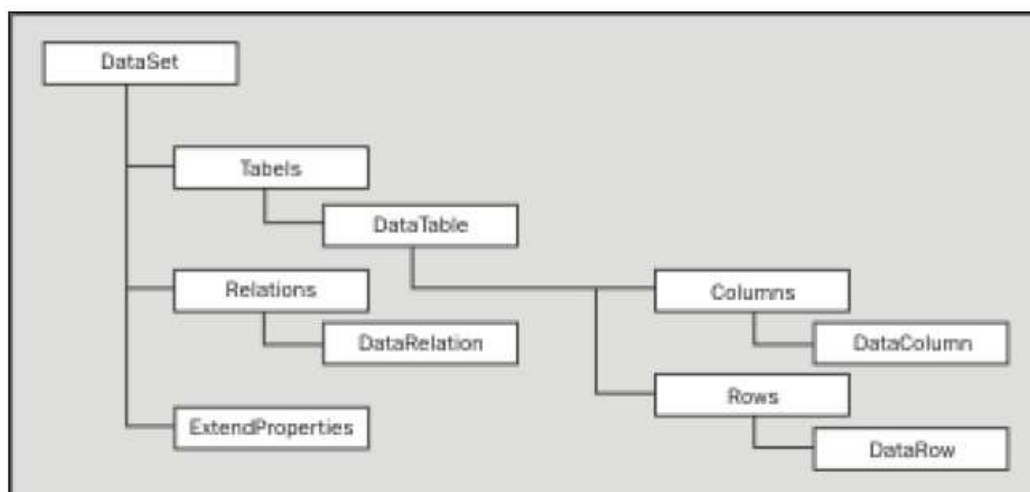 DataSet
Tabels
DataTable
Relations
Columns
DataRelation
DataColumn
Rows
ExtendProperties
DataRow